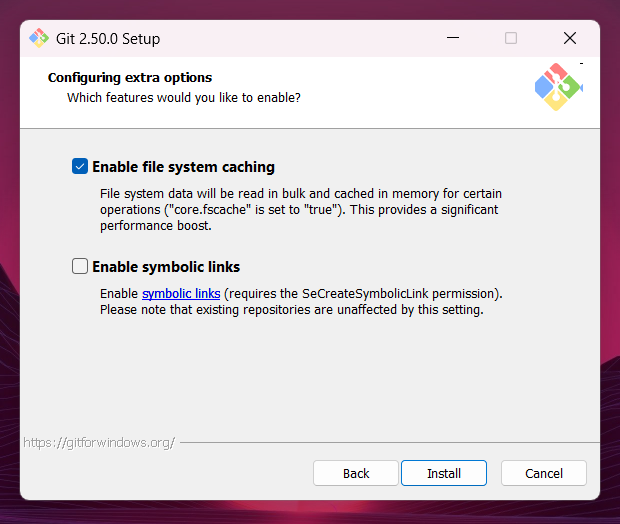 Git 2.50.0 Setup
Configuring extra options
Which features would you like to enable?
Enable file system caching
File system data will be read in bulk and cached in memory for certain
operations ("core.fscache" is set to "true"). This provides a significant
performance boost.
Enable symbolic links
Enable symbolic links (requires the SeCreateSymbolicLink permission).
Please note that existing repositories are unaffected by this setting.
https://gitforwindows.org/
Back
Install
Cancel